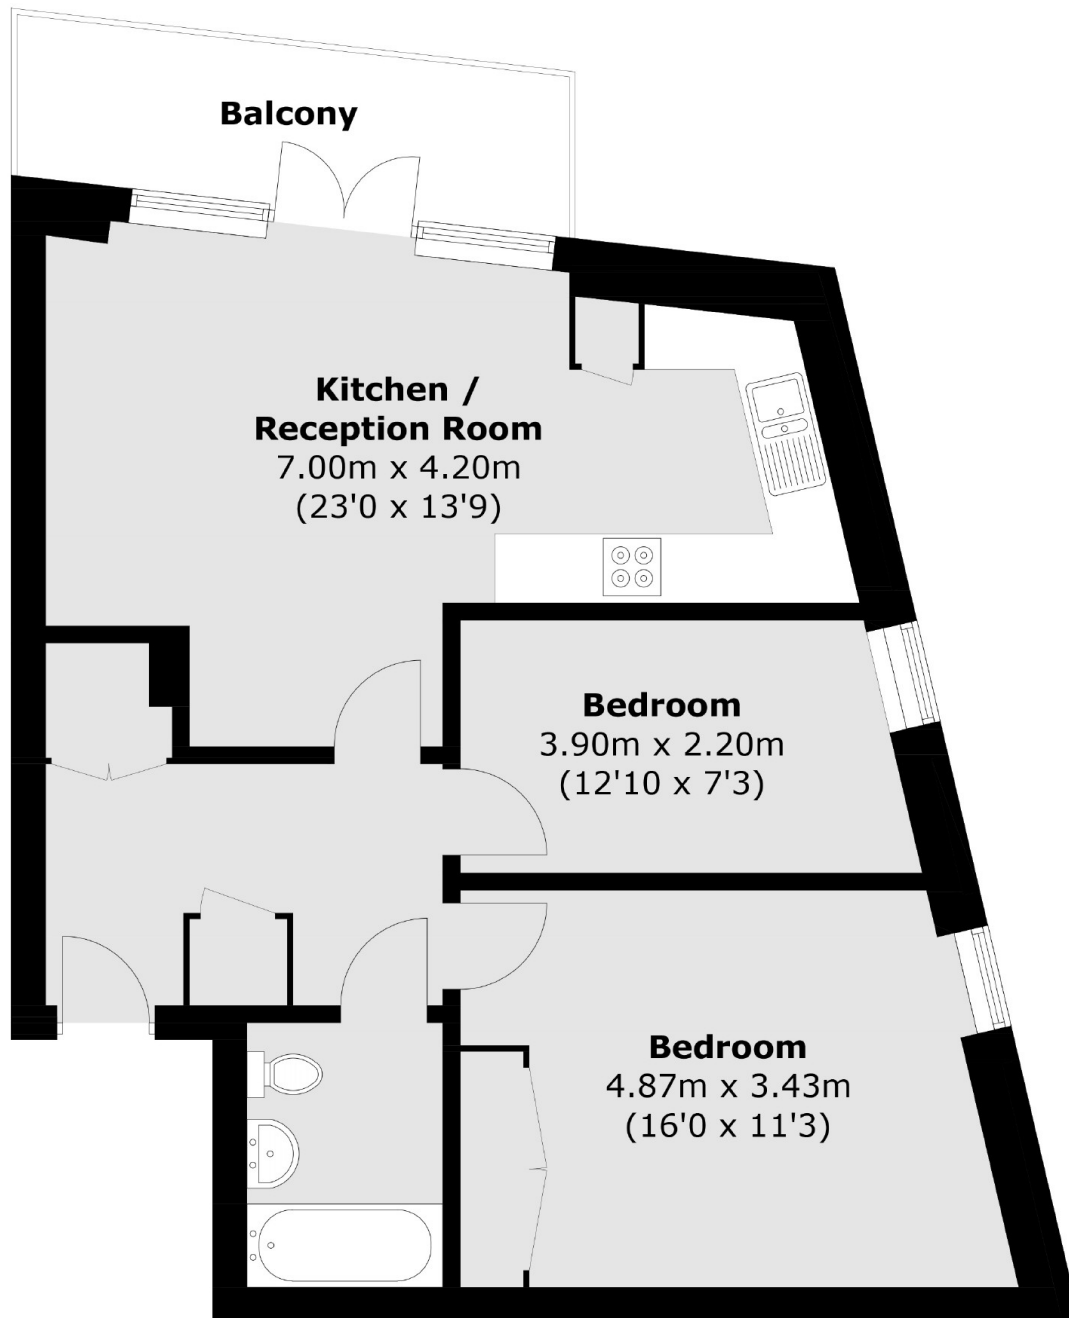 Balcony
Kitchen /
Reception Room
7.00m x 4.20m
(23'0 x 13'9)
Bedroom
3.90m x 2.20m
(12'10 x 7'3)
Bedroom
4.87m x 3.43m
(16'0 x 11'3)